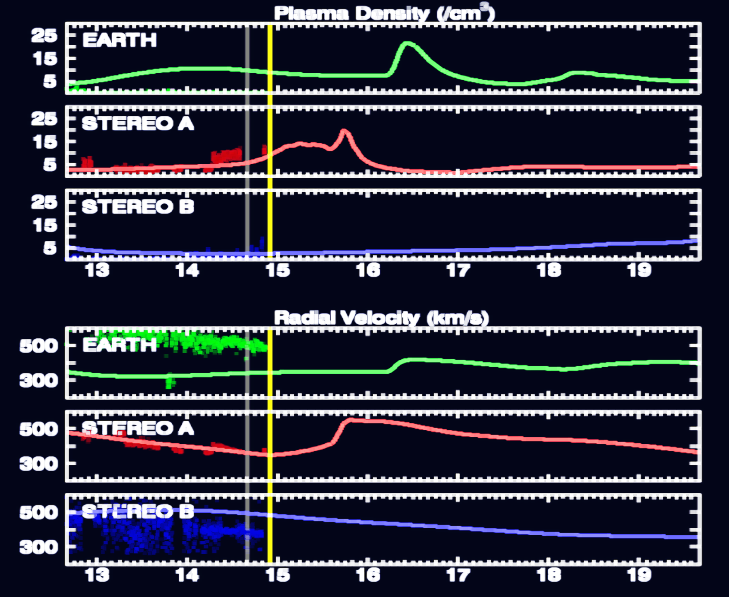 Plasma Density (/cm³)
25
15
5
EARTH
25
15
5
STEREO A
25
15
5
STEREO B
13 14 15 16 17 18 19
Radial Velocity (km/s)
500
300
EARTH
500
300
STEREO A
500
300
STEREO B
13 14 15 16 17 18 19